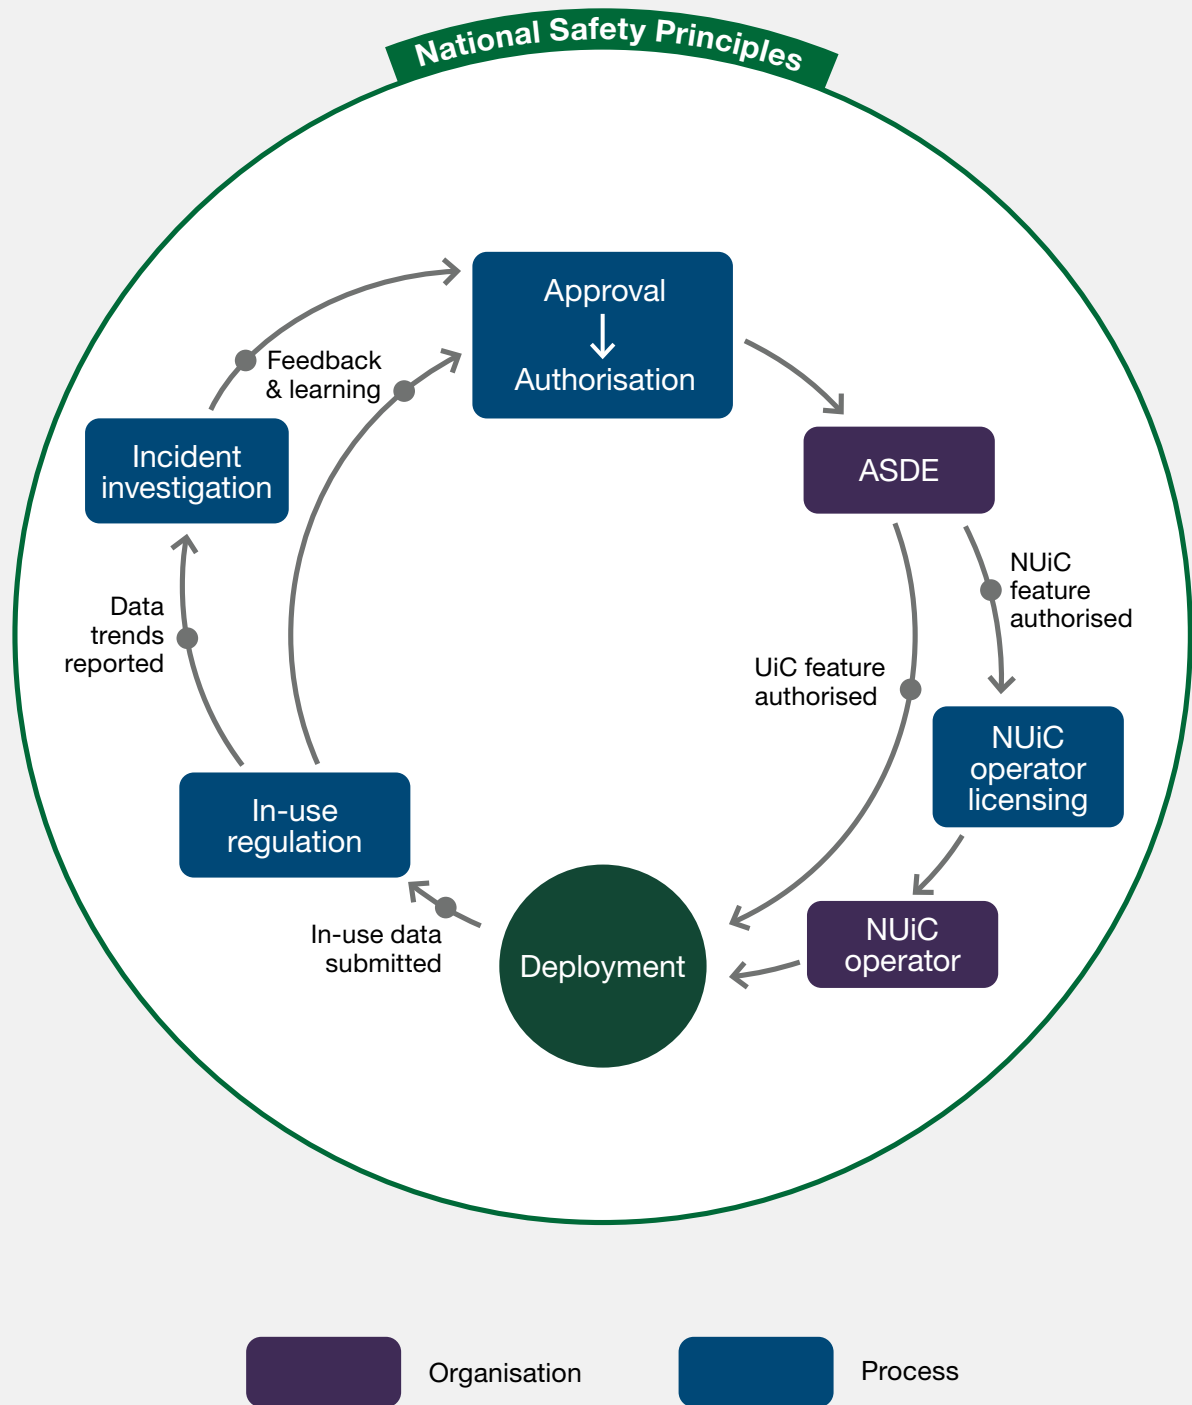 National Safety Principles
Approval
Authorisation
Feedback
& learning
Incident
investigation
ASDE
NUiC
feature
authorised
Data
trends
reported
UiC feature
authorised
NUiC
operator
licensing
In-use
regulation
NUiC
operator
In-use data
submitted
Deployment
Organisation
Process